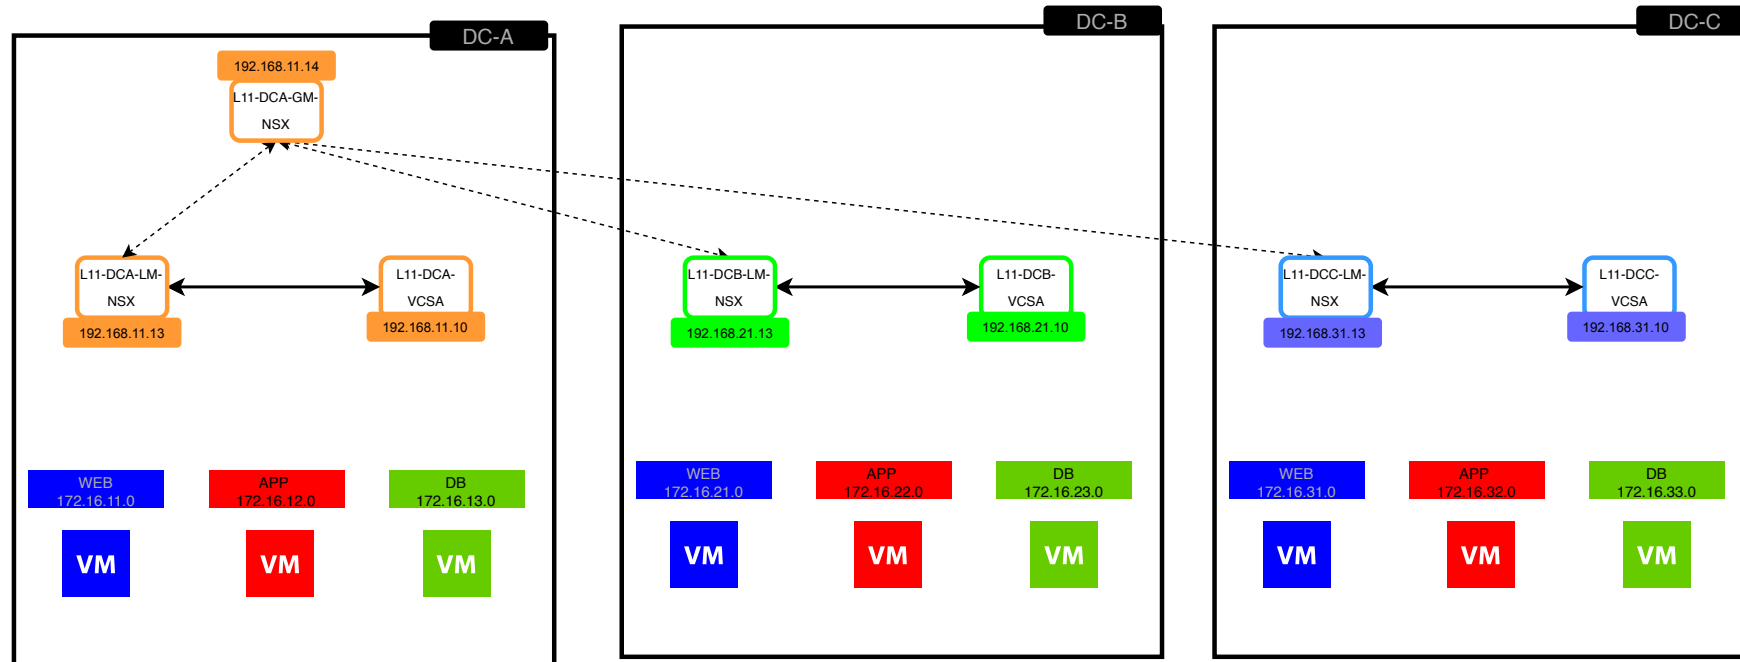 DC-A
192.168.11.14
L11-DCA-GM-
NSX
L11-DCA-LM-
NSX
192.168.11.13
L11-DCA-
VCSA
192.168.11.10
WEB
172.16.11.0
APP
172.16.12.0
DB
172.16.13.0
VM
VM
VM
DC-B
L11-DCB-LM-
NSX
192.168.21.13
L11-DCB-
VCSA
192.168.21.10
WEB
172.16.21.0
APP
172.16.22.0
DB
172.16.23.0
VM
VM
VM
DC-C
L11-DCC-LM-
NSX
192.168.31.13
L11-DCC-
VCSA
192.168.31.10
WEB
172.16.31.0
APP
172.16.32.0
DB
172.16.33.0
VM
VM
VM